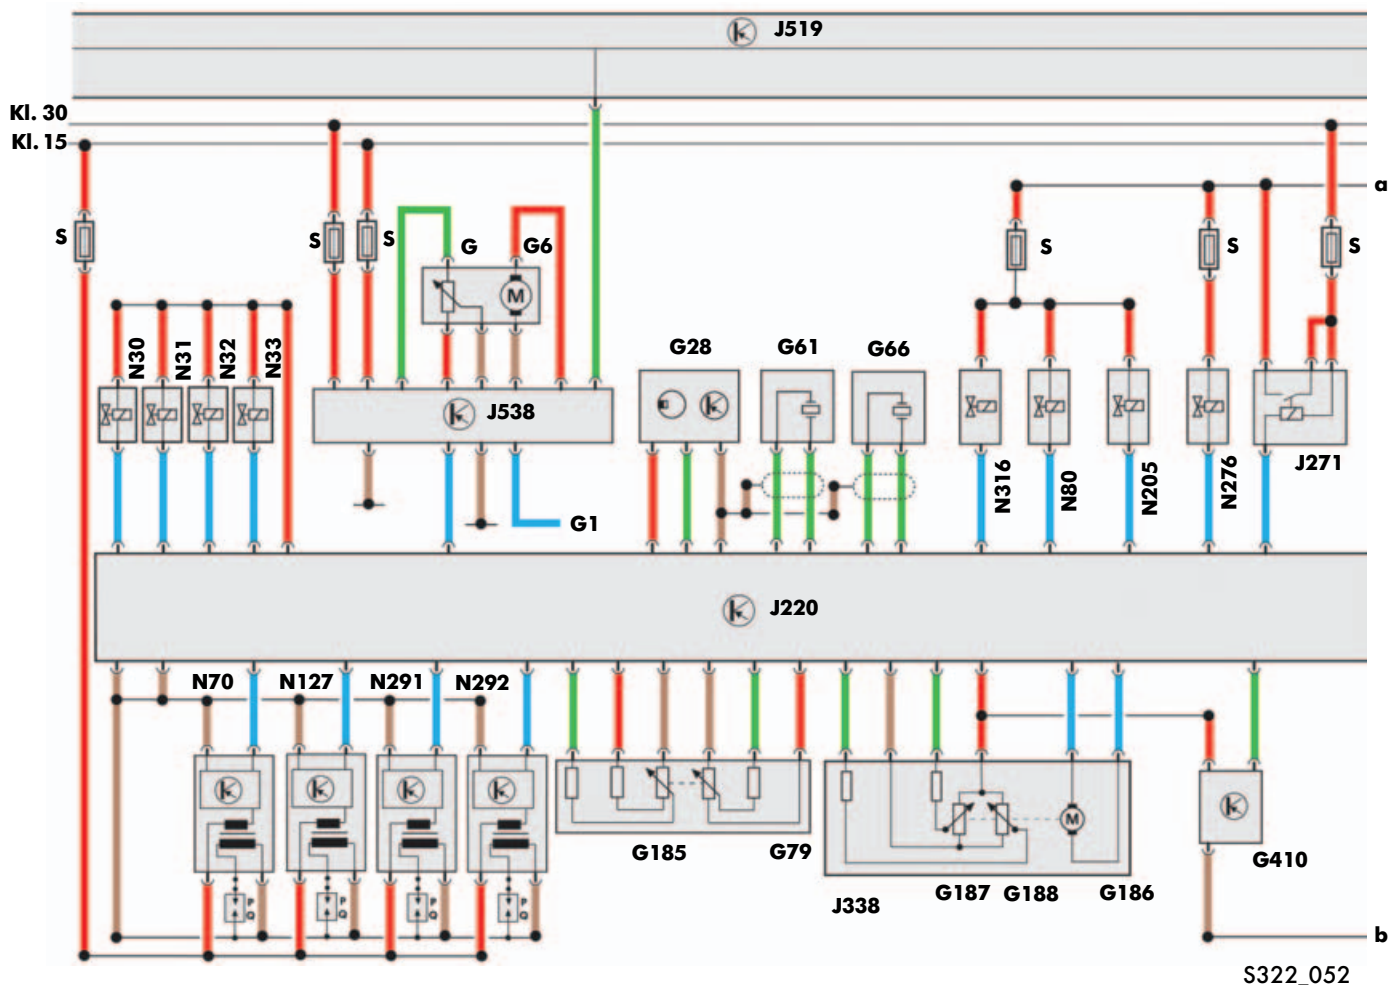 J519
Kl. 30
Kl. 15
a
S
S
S
G
G6
S
S
S
N30
N31
N32
N33
G28
G61
G66
J538
N316
N80
N205
N276
J271
G1
J220
N70
N127
N291
N292
M
M
G185
G79
J338
G187
G188
G186
G410
P
Q
P
Q
P
Q
P
Q
b
S322_052